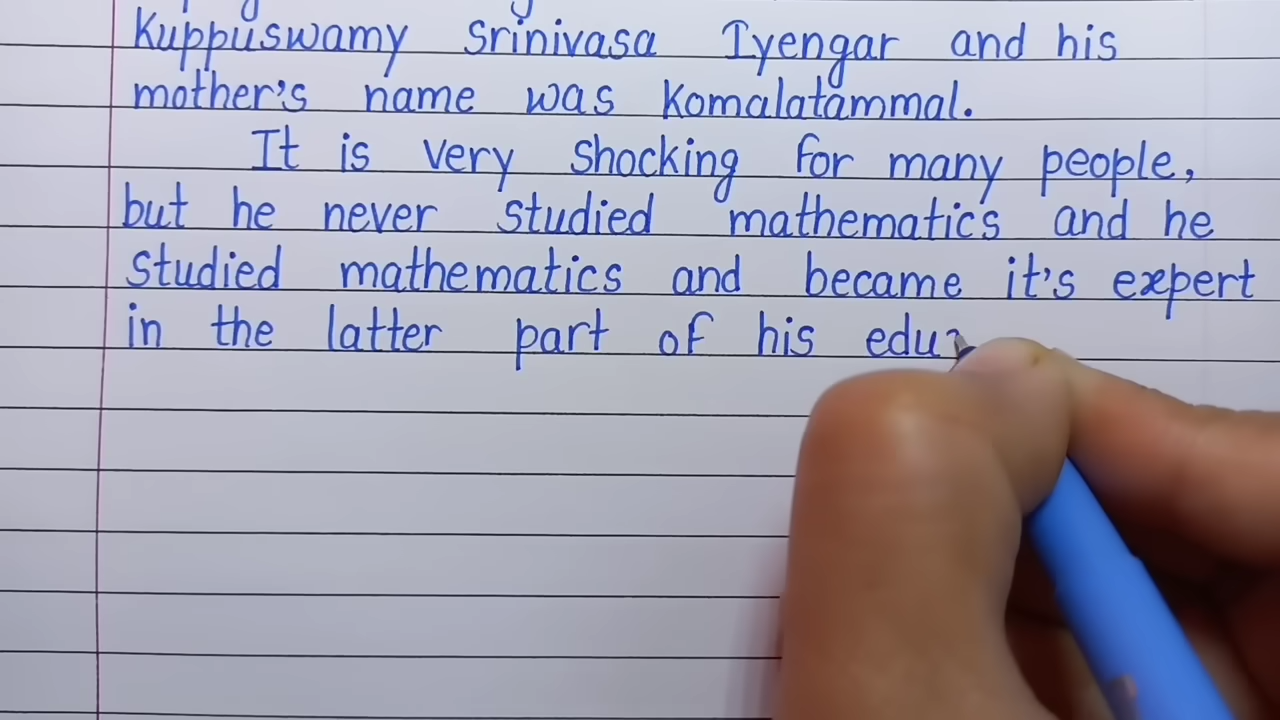 Kuppuswamy Srinivasa Iyengar and his
mother's name was Komalatammal.
It is very shocking for many people,
but he never studied mathematics and he
studied mathematics and became it's expert
in the latter part of his edu